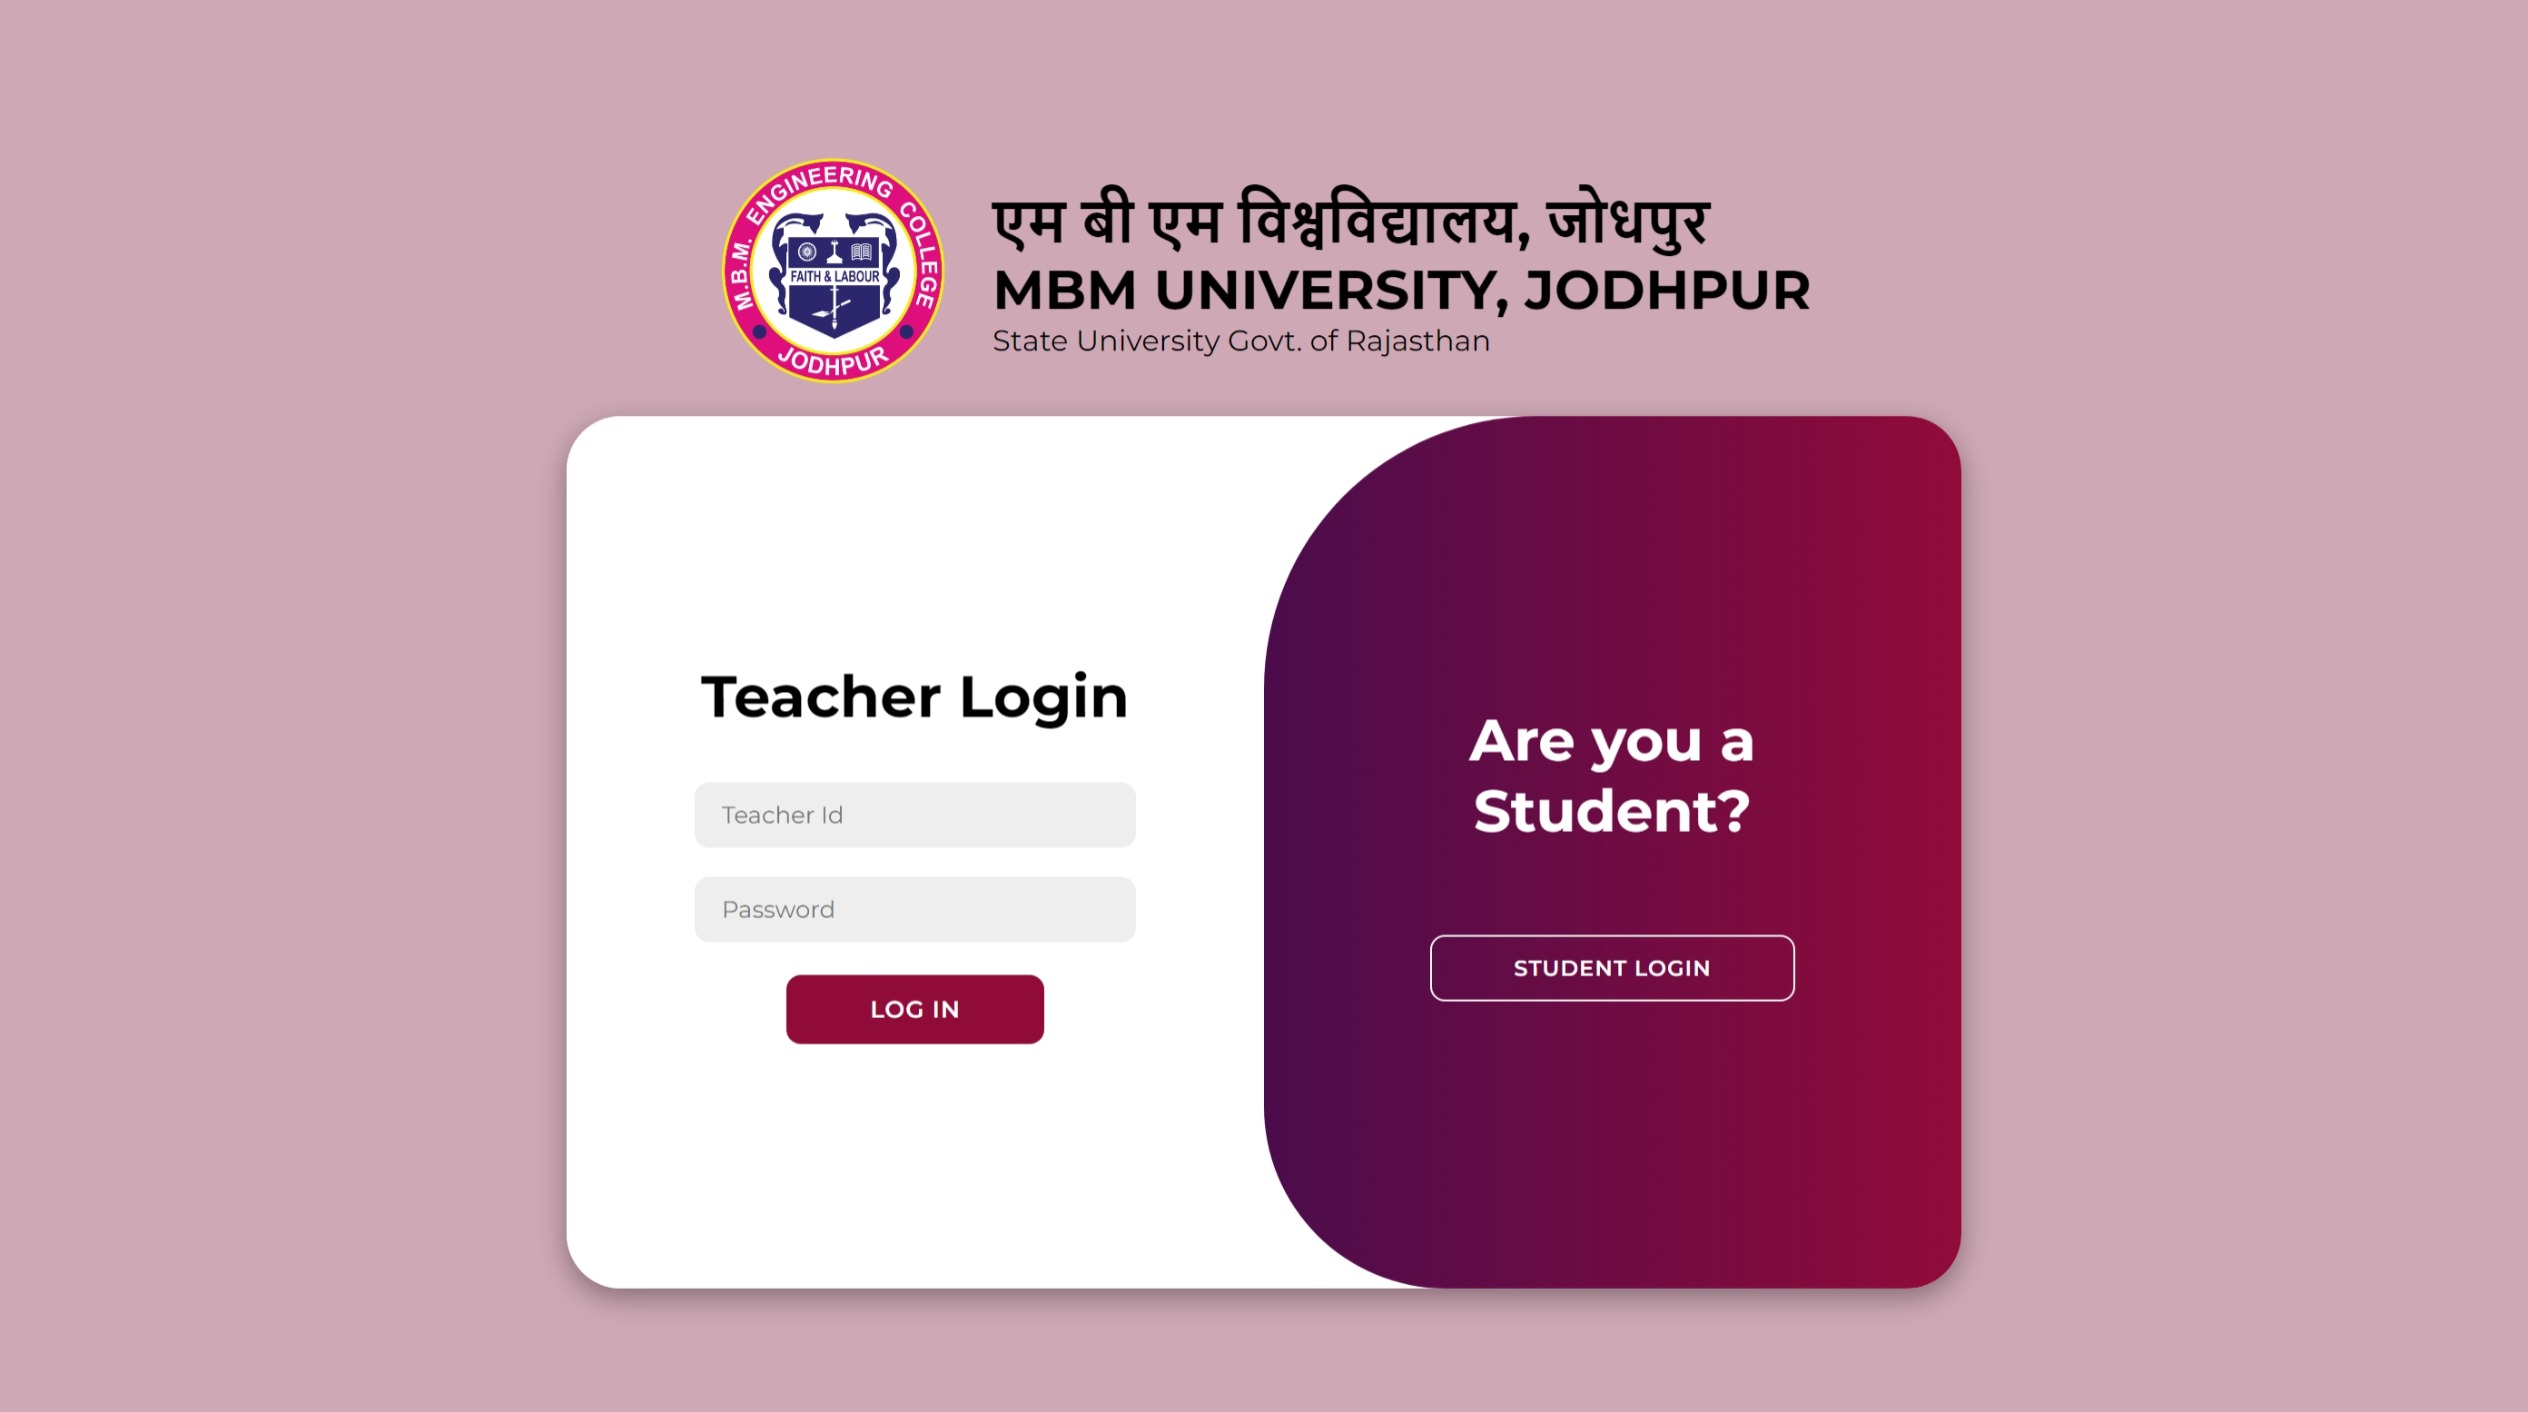 M.B.M. ENGINEERING COLLEGE
FAITH & LABOUR
JODHPUR
एम बी एम विश्वविद्यालय, जोधपुर
MBM UNIVERSITY, JODHPUR
State University Govt. of Rajasthan
Teacher Login
Teacher Id
Password
LOG IN
Are you a
Student?
STUDENT LOGIN